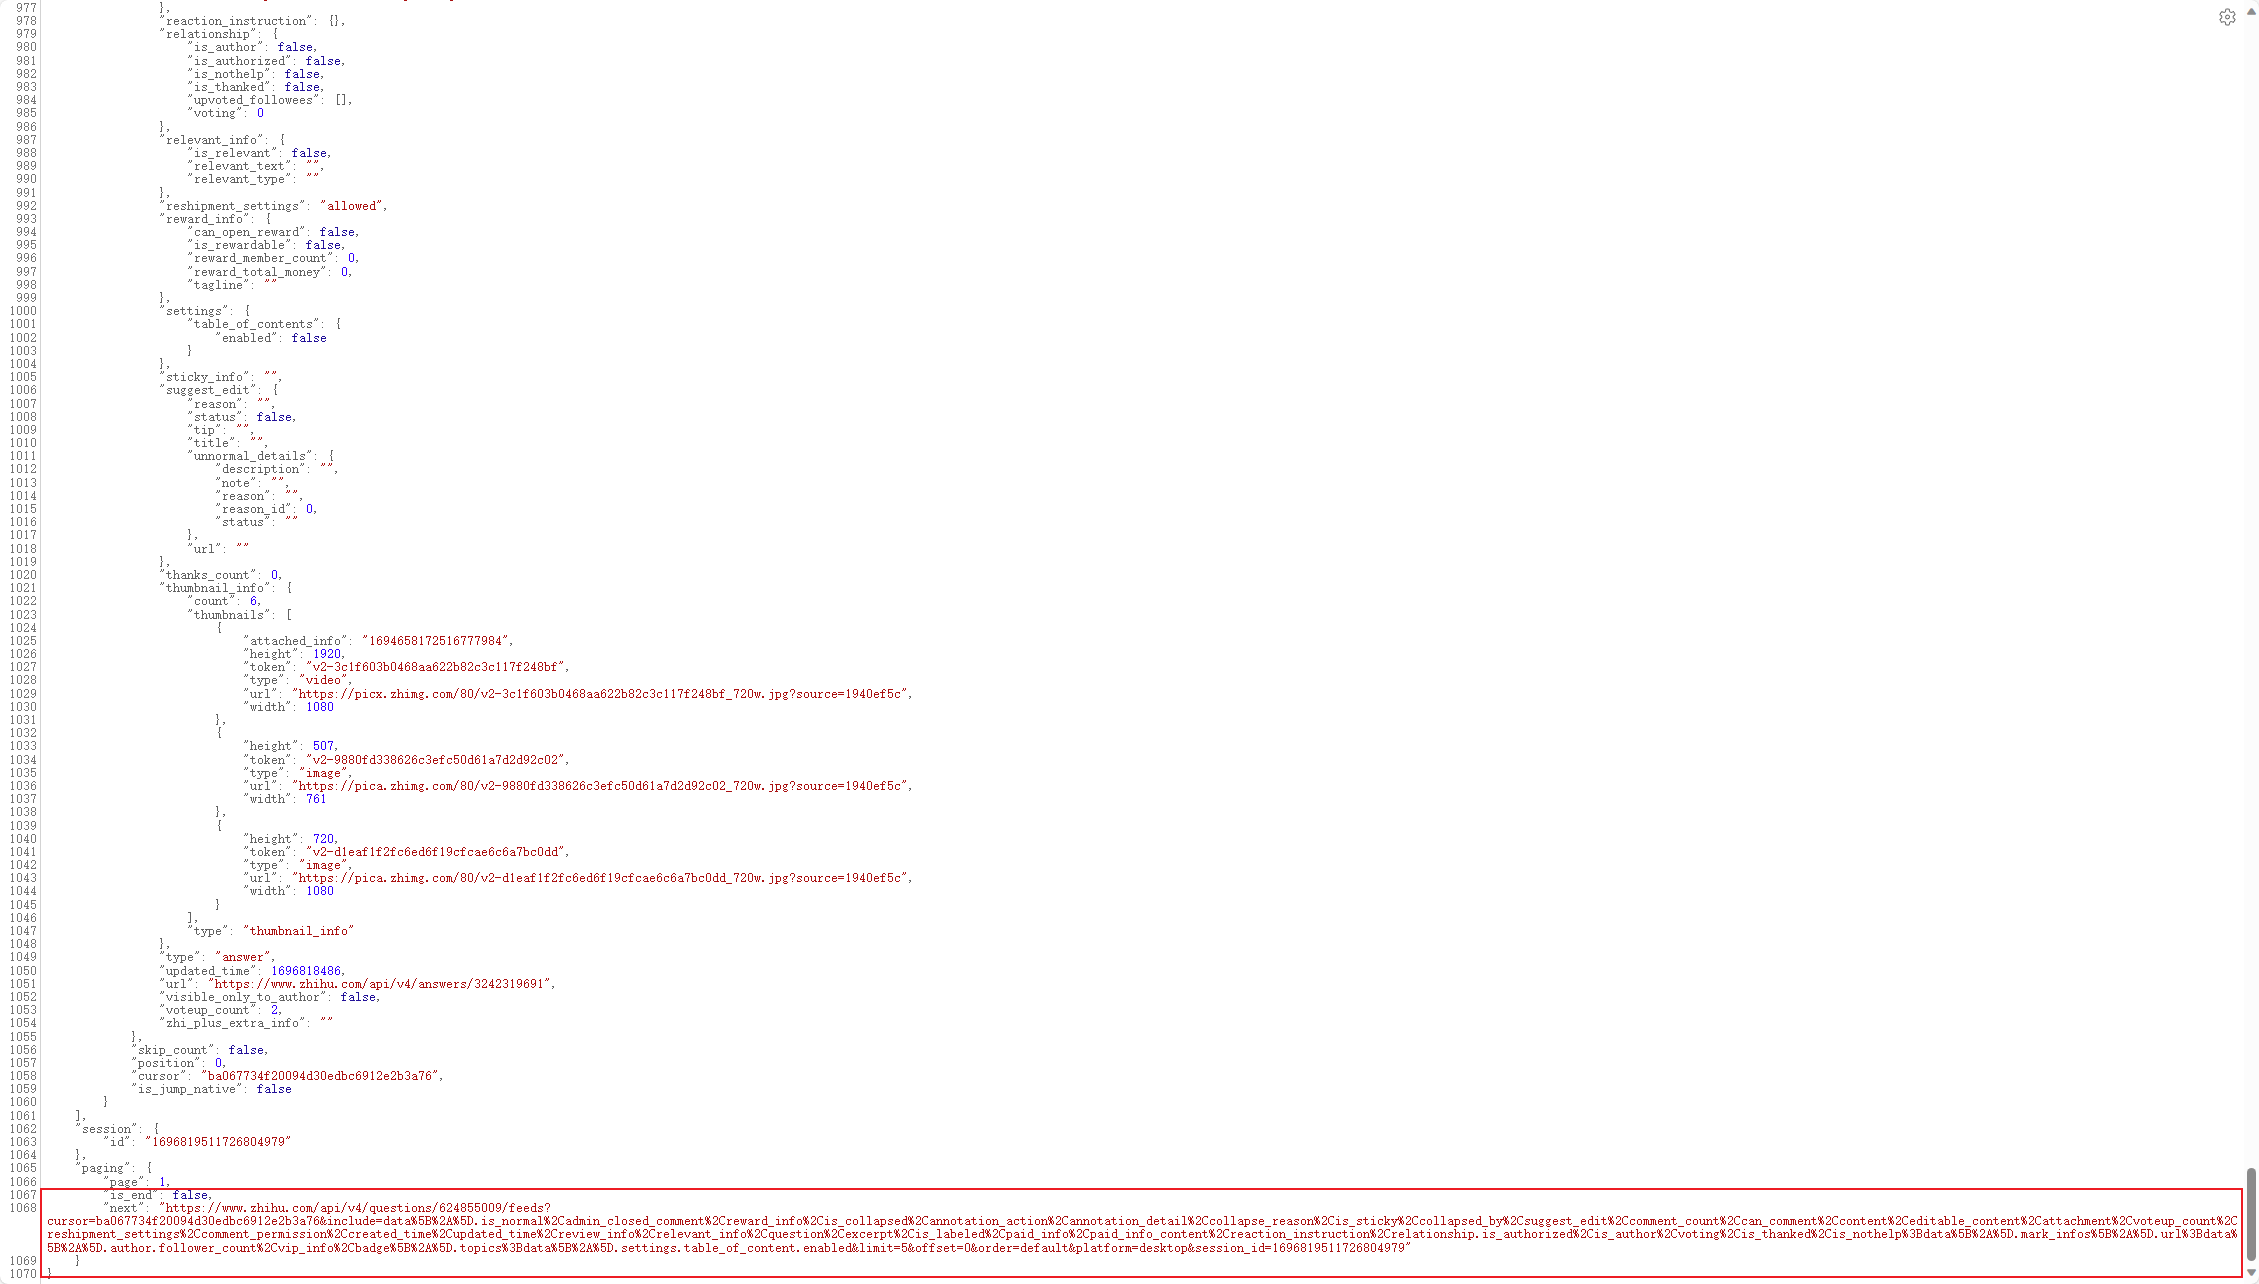 977                 },
978                 "reaction_instruction": {},
979                 "relationship": {
980                     "is_author": false,
981                     "is_authorized": false,
982                     "is_nothelp": false,
983                     "is_thanked": false,
984                     "upvoted_followees": [],
985                     "voting": 0
986                 },
987                 "relevant_info": {
988                     "is_relevant": false,
989                     "relevant_text": "",
990                     "relevant_type": ""
991                 },
992                 "reshipment_settings": "allowed",
993                 "reward_info": {
994                     "can_open_reward": false,
995                     "is_rewardable": false,
996                     "reward_member_count": 0,
997                     "reward_total_money": 0,
998                     "tagline": ""
999                 },
1000                 "settings": {
1001                     "table_of_contents": {
1002                         "enabled": false
1003                     }
1004                 },
1005                 "sticky_info": "",
1006                 "suggest_edit": {
1007                     "reason": "",
1008                     "status": false,
1009                     "tip": "",
1010                     "title": "",
1011                     "unnormal_details": {
1012                         "description": "",
1013                         "note": "",
1014                         "reason": "",
1015                         "reason_id": 0,
1016                         "status": ""
1017                     },
1018                     "url": ""
1019                 },
1020                 "thanks_count": 0,
1021                 "thumbnail_info": {
1022                     "count": 6,
1023                     "thumbnails": [
1024                         {
1025                             "attached_info": "1694658172516777984",
1026                             "height": 1920,
1027                             "token": "v2-3c1f603b0468aa622b82c3c117f248bf",
1028                             "type": "video",
1029                             "url": "https://picx.zhimg.com/80/v2-3c1f603b0468aa622b82c3c117f248bf_720w.jpg?source=1940ef5c",
1030                             "width": 1080
1031                         },
1032                         {
1033                             "height": 507,
1034                             "token": "v2-9880fd338626c3efc50d61a7d2d92c02",
1035                             "type": "image",
1036                             "url": "https://pica.zhimg.com/80/v2-9880fd338626c3efc50d61a7d2d92c02_720w.jpg?source=1940ef5c",
1037                             "width": 761
1038                         },
1039                         {
1040                             "height": 720,
1041                             "token": "v2-d1eaf1f2fc6ed6f19cfcae6c6a7bc0dd",
1042                             "type": "image",
1043                             "url": "https://pica.zhimg.com/80/v2-d1eaf1f2fc6ed6f19cfcae6c6a7bc0dd_720w.jpg?source=1940ef5c",
1044                             "width": 1080
1045                         }
1046                     ],
1047                     "type": "thumbnail_info"
1048                 },
1049                 "type": "answer",
1050                 "updated_time": 1696818486,
1051                 "url": "https://www.zhihu.com/api/v4/answers/3242319691",
1052                 "visible_only_to_author": false,
1053                 "voteup_count": 2,
1054                 "zhi_plus_extra_info": ""
1055             },
1056             "skip_count": false,
1057             "position": 0,
1058             "cursor": "ba067734f20094d30edbc6912e2b3a76",
1059             "is_jump_native": false
1060         }
1061     ],
1062     "session": {
1063         "id": "1696819511726804979"
1064     },
1065     "paging": {
1066         "page": 1,
1067         "is_end": false,
1068         "next": "https://www.zhihu.com/api/v4/questions/624855009/feeds?
cursor=ba067734f20094d30edbc6912e2b3a76&include=data%5B%2A%5D.is_normal%2Cadmin_closed_comment%2Creward_info%2Cis_collapsed%2Cannotation_action%2Cannotation_detail%2Ccollapse_reason%2Cis_sticky%2Ccollapsed_by%2Csuggest_edit%2Ccomment_count%2Ccan_comment%2Ccontent%2Ceditable_content%2Cattachment%2Cvoteup_count%2C
reshipment_settings%2Ccomment_permission%2Ccreated_time%2Cupdated_time%2Creview_info%2Crelevant_info%2Cquestion%2Cexcerpt%2Cis_labeled%2Cpaid_info%2Cpaid_info_content%2Creaction_instruction%2Crelationship.is_authorized%2Cis_author%2Cvoting%2Cis_thanked%2Cis_nothelp%3Bdata%5B%2A%5D.mark_infos%5B%2A%5D.url%3Bdata%
5B%2A%5D.author.follower_count%2Cvip_info%2Cbadge%5B%2A%5D.topics%3Bdata%5B%2A%5D.settings.table_of_content.enabled&limit=5&offset=0&order=default&platform=desktop&session_id=1696819511726804979"
1069     }
1070 }